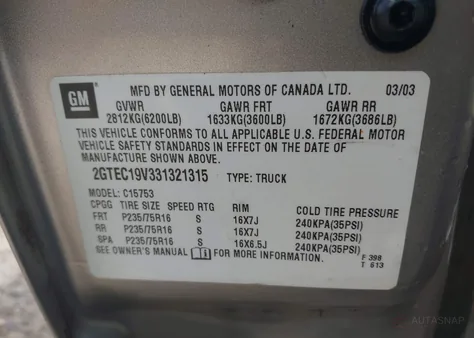 GM
MFD BY GENERAL MOTORS OF CANADA LTD. 03/03
GVWR GAWR FRT GAWR RR
2812KG(6200LB) 1633KG(3600LB) 1672KG(3686LB)
THIS VEHICLE CONFORMS TO ALL APPLICABLE U.S. FEDERAL MOTOR
VEHICLE SAFETY STANDARDS IN EFFECT ON THE DATE OF
MANUFACTURE SHOWN ABOVE.
2GTEC19V331321315 TYPE: TRUCK
MODEL: C15753
CPGG TIRE SIZE SPEED RTG RIM COLD TIRE PRESSURE
FRT P235/75R16 S 16X7J 240KPA(35PSI)
RR P235/75R16 S 16X7J 240KPA(35PSI)
SPA P235/75R16 S 16X6.5J 240KPA(35PSI)
SEE OWNER'S MANUAL FOR MORE INFORMATION.
F 398
T 613
AUTASNAP